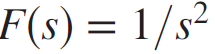 F(s) = 1/s²